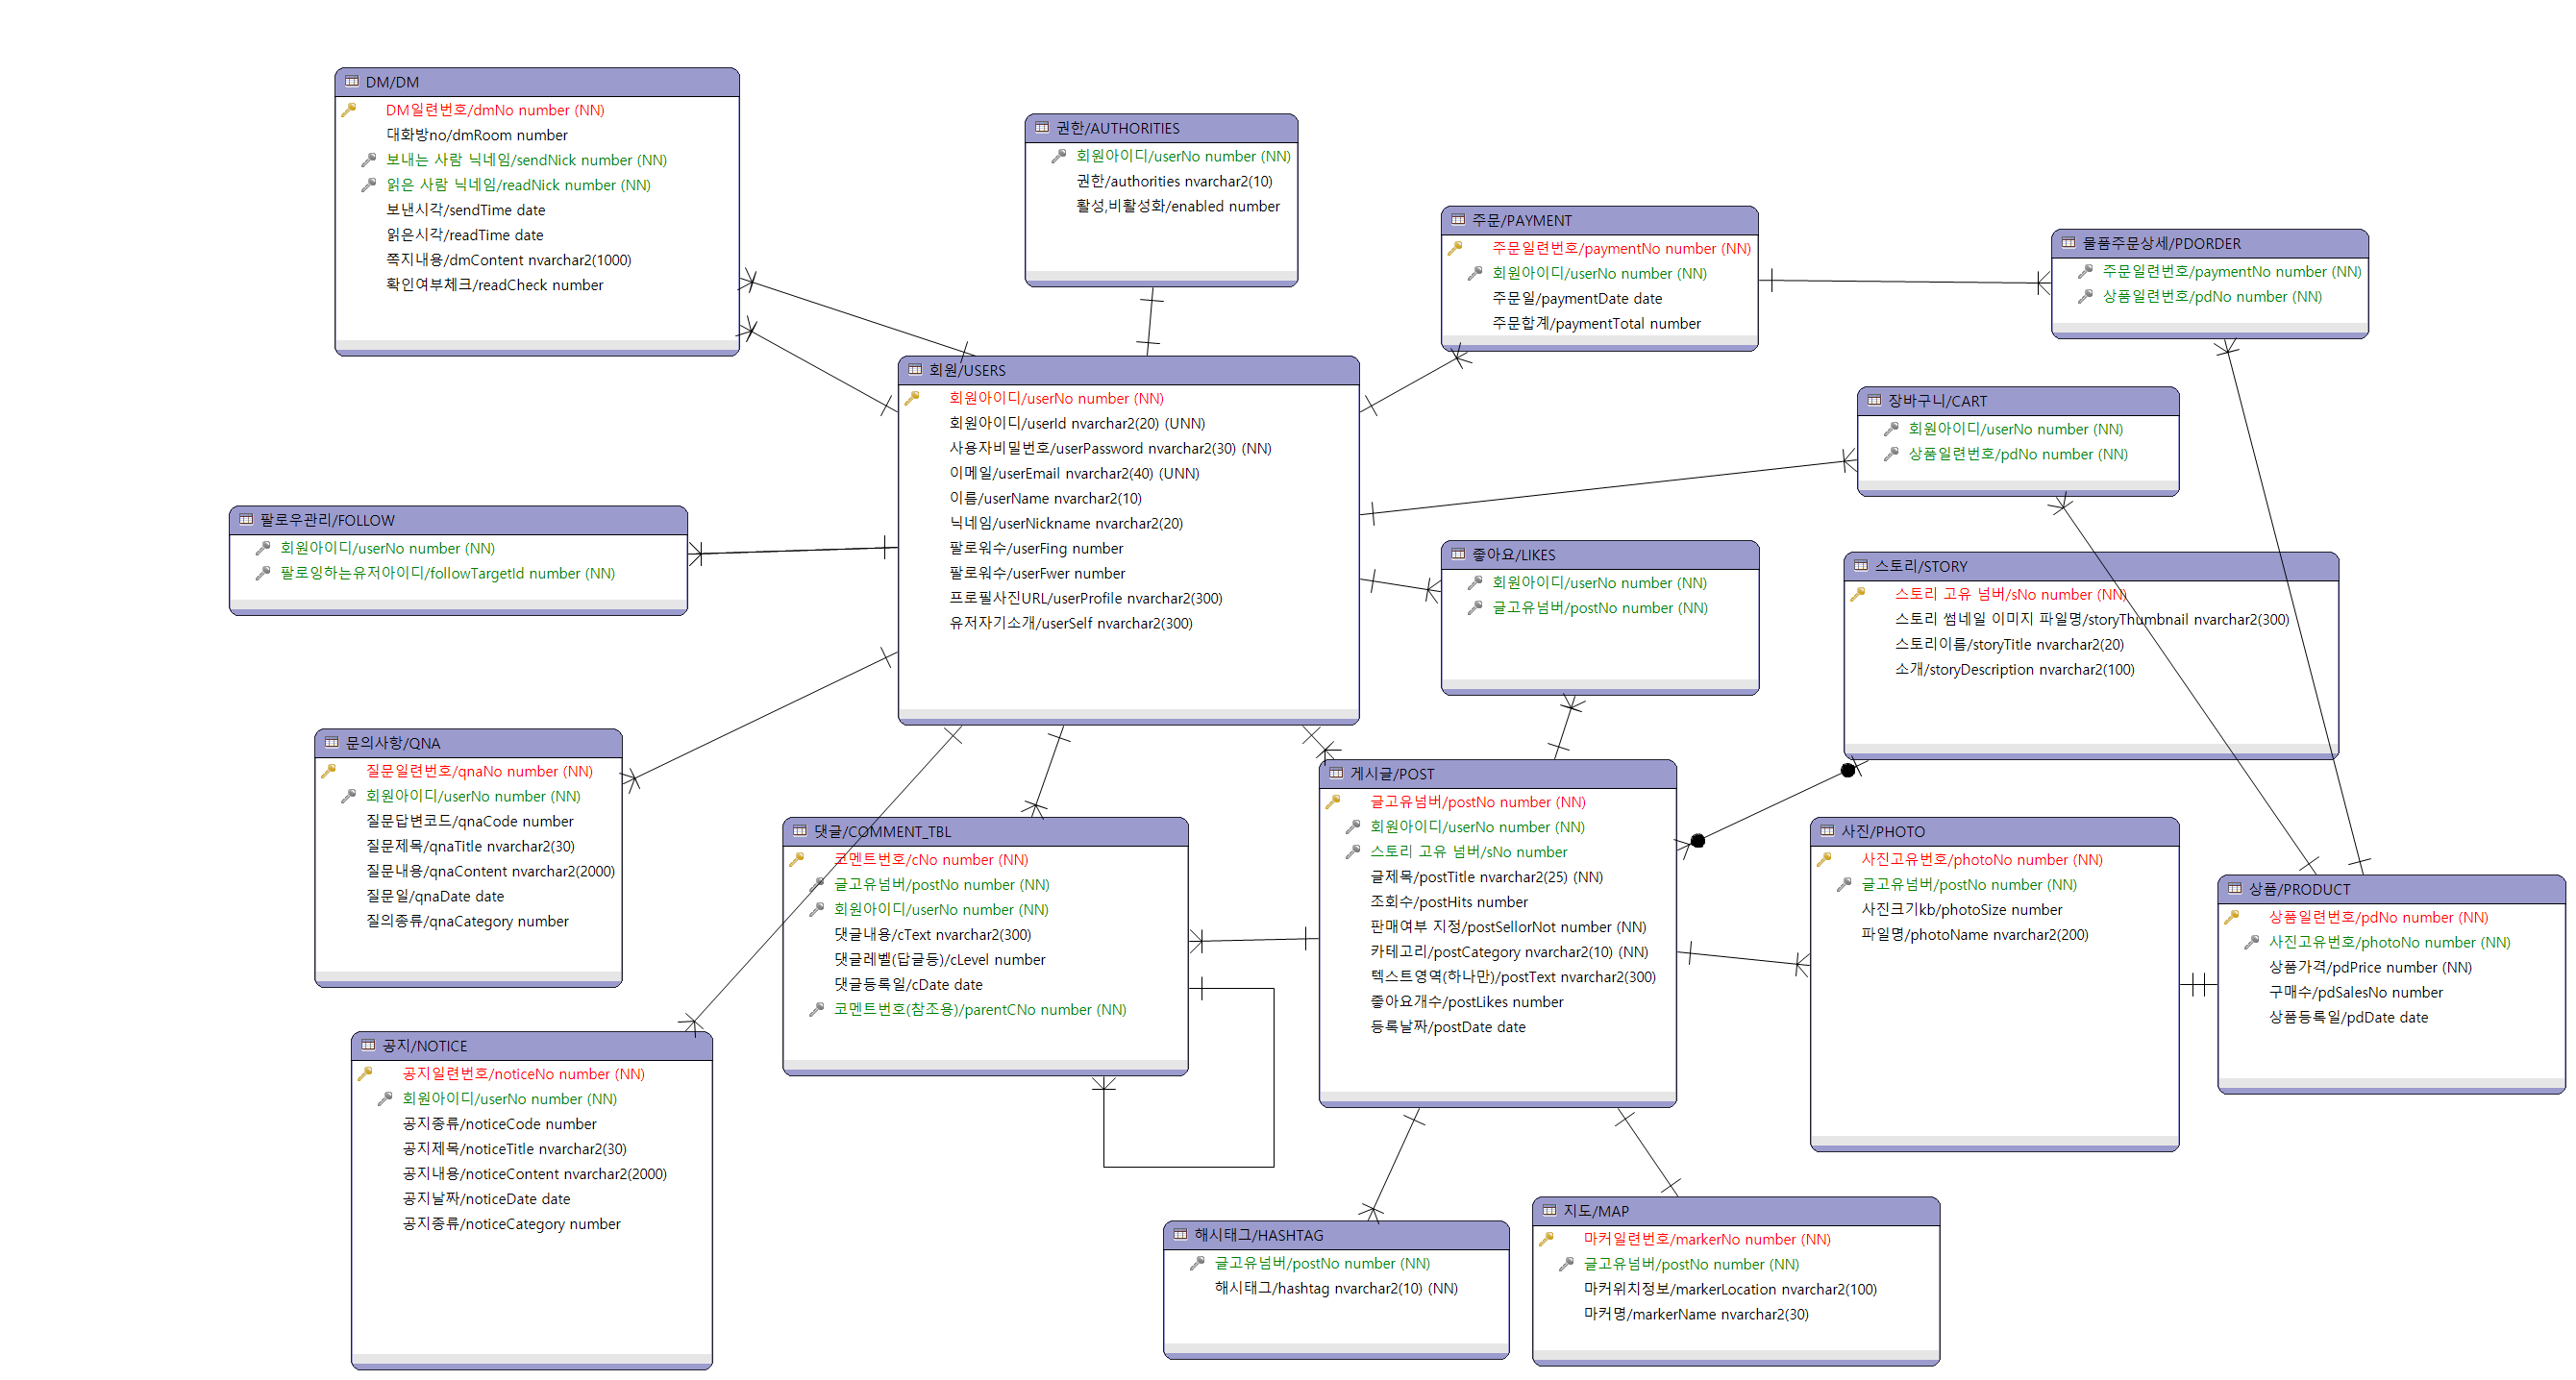 DM/DM
DM일련번호/dmNo number (NN)
대화방no/dmRoom number
보내는 사람 닉네임/sendNick number (NN)
읽은 사람 닉네임/readNick number (NN)
보낸시각/sendTime date
읽은시각/readTime date
쪽지내용/dmContent nvarchar2(1000)
확인여부체크/readCheck number
권한/AUTHORITIES
회원아이디/userNo number (NN)
권한/authorities nvarchar2(10)
활성,비활성화/enabled number
주문/PAYMENT
주문일련번호/paymentNo number (NN)
회원아이디/userNo number (NN)
주문일/paymentDate date
주문합계/paymentTotal number
물품주문상세/PDORDER
주문일련번호/paymentNo number (NN)
상품일련번호/pdNo number (NN)
회원/USERS
회원아이디/userNo number (NN)
회원아이디/userId nvarchar2(20) (UNN)
사용자비밀번호/userPassword nvarchar2(30) (NN)
이메일/userEmail nvarchar2(40) (UNN)
이름/userName nvarchar2(10)
닉네임/userNickname nvarchar2(20)
팔로워수/userFing number
팔로워수/userFwer number
프로필사진URL/userProfile nvarchar2(300)
유저자기소개/userSelf nvarchar2(300)
장바구니/CART
회원아이디/userNo number (NN)
상품일련번호/pdNo number (NN)
팔로우관리/FOLLOW
회원아이디/userNo number (NN)
팔로잉하는유저아이디/followTargetId number (NN)
좋아요/LIKES
회원아이디/userNo number (NN)
글고유넘버/postNo number (NN)
스토리/STORY
스토리 고유 넘버/sNo number (NN)
스토리 썸네일 이미지 파일명/storyThumbnail nvarchar2(300)
스토리이름/storyTitle nvarchar2(20)
소개/storyDescription nvarchar2(100)
문의사항/QNA
질문일련번호/qnaNo number (NN)
회원아이디/userNo number (NN)
질문답변코드/qnaCode number
질문제목/qnaTitle nvarchar2(30)
질문내용/qnaContent nvarchar2(2000)
질문일/qnaDate date
질의종류/qnaCategory number
댓글/COMMENT_TBL
코멘트번호/cNo number (NN)
글고유넘버/postNo number (NN)
회원아이디/userNo number (NN)
댓글내용/cText nvarchar2(300)
댓글레벨(답글등)/cLevel number
댓글등록일/cDate date
코멘트번호(참조용)/parentCNo number (NN)
게시글/POST
글고유넘버/postNo number (NN)
회원아이디/userNo number (NN)
스토리 고유 넘버/sNo number
글제목/postTitle nvarchar2(25) (NN)
조회수/postHits number
판매여부 지정/postSellorNot number (NN)
카테고리/postCategory nvarchar2(10) (NN)
텍스트영역(하나만)/postText nvarchar2(300)
좋아요개수/postLikes number
등록날짜/postDate date
사진/PHOTO
사진고유번호/photoNo number (NN)
글고유넘버/postNo number (NN)
사진크기kb/photoSize number
파일명/photoName nvarchar2(200)
상품/PRODUCT
상품일련번호/pdNo number (NN)
사진고유번호/photoNo number (NN)
상품가격/pdPrice number (NN)
구매수/pdSalesNo number
상품등록일/pdDate date
공지/NOTICE
공지일련번호/noticeNo number (NN)
회원아이디/userNo number (NN)
공지종류/noticeCode number
공지제목/noticeTitle nvarchar2(30)
공지내용/noticeContent nvarchar2(2000)
공지날짜/noticeDate date
공지종류/noticeCategory number
해시태그/HASHTAG
글고유넘버/postNo number (NN)
해시태그/hashtag nvarchar2(10) (NN)
지도/MAP
마커일련번호/markerNo number (NN)
글고유넘버/postNo number (NN)
마커위치정보/markerLocation nvarchar2(100)
마커명/markerName nvarchar2(30)